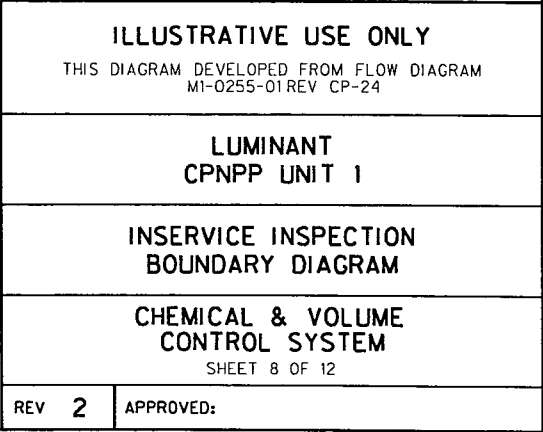 ILLUSTRATIVE USE ONLY
THIS DIAGRAM DEVELOPED FROM FLOW DIAGRAM
M1-0255-01 REV CP-24
LUMINANT
CPNPP UNIT 1
INSERVICE INSPECTION
BOUNDARY DIAGRAM
CHEMICAL & VOLUME
CONTROL SYSTEM
SHEET 8 OF 12
REV 2 APPROVED: